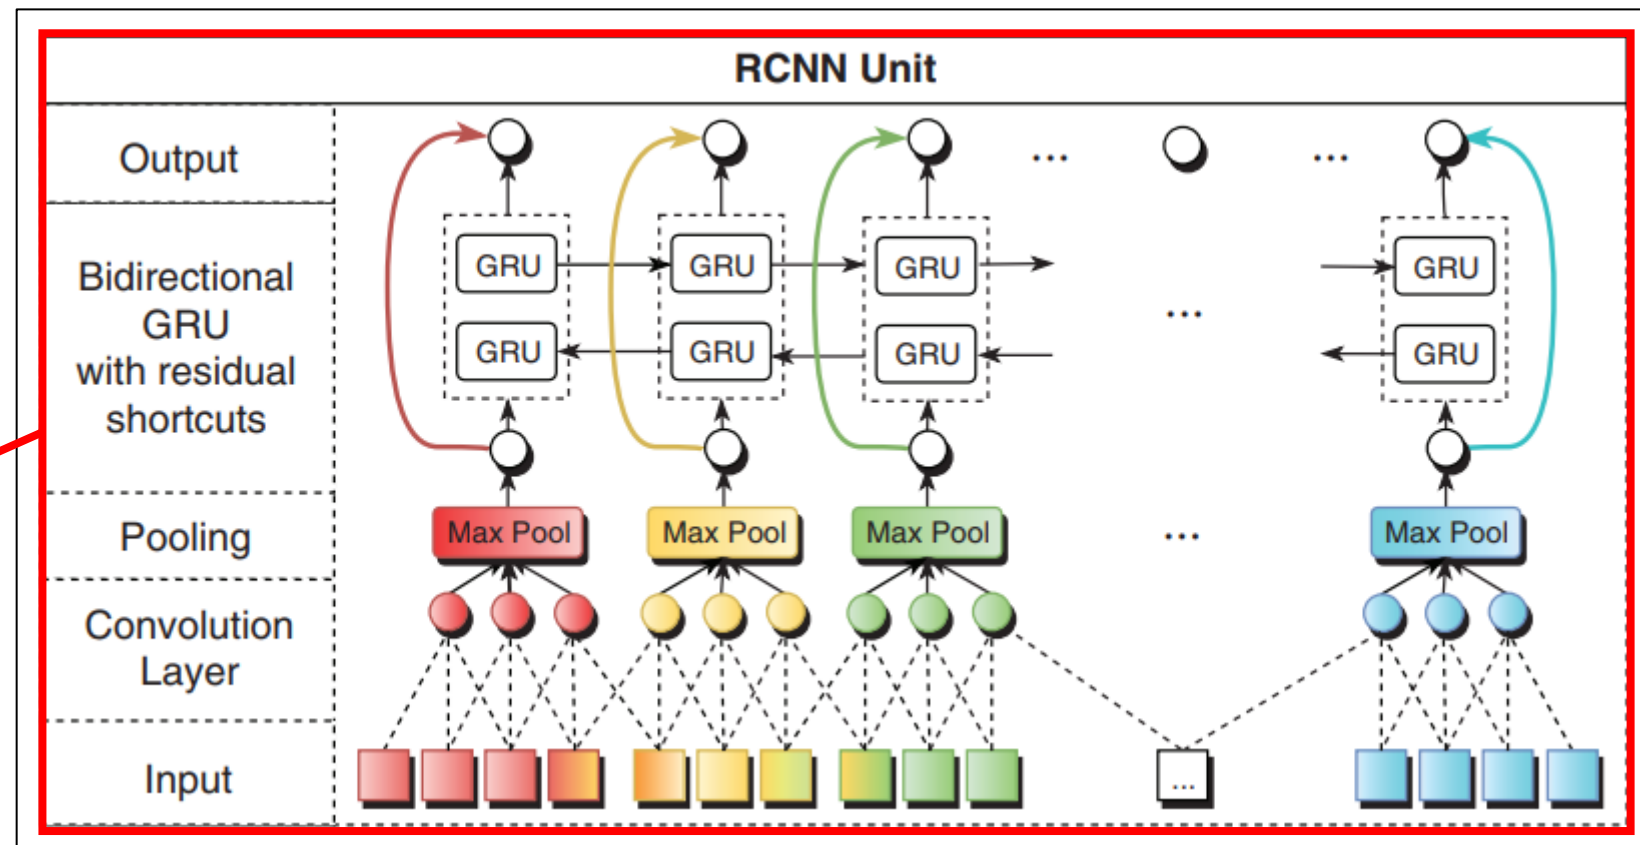 RCNN Unit
Output
... ...
Bidirectional
GRU
with residual
shortcuts
GRU GRU GRU GRU
...
GRU GRU GRU GRU
Pooling
Max Pool Max Pool Max Pool ... Max Pool
Convolution
Layer
Input
...